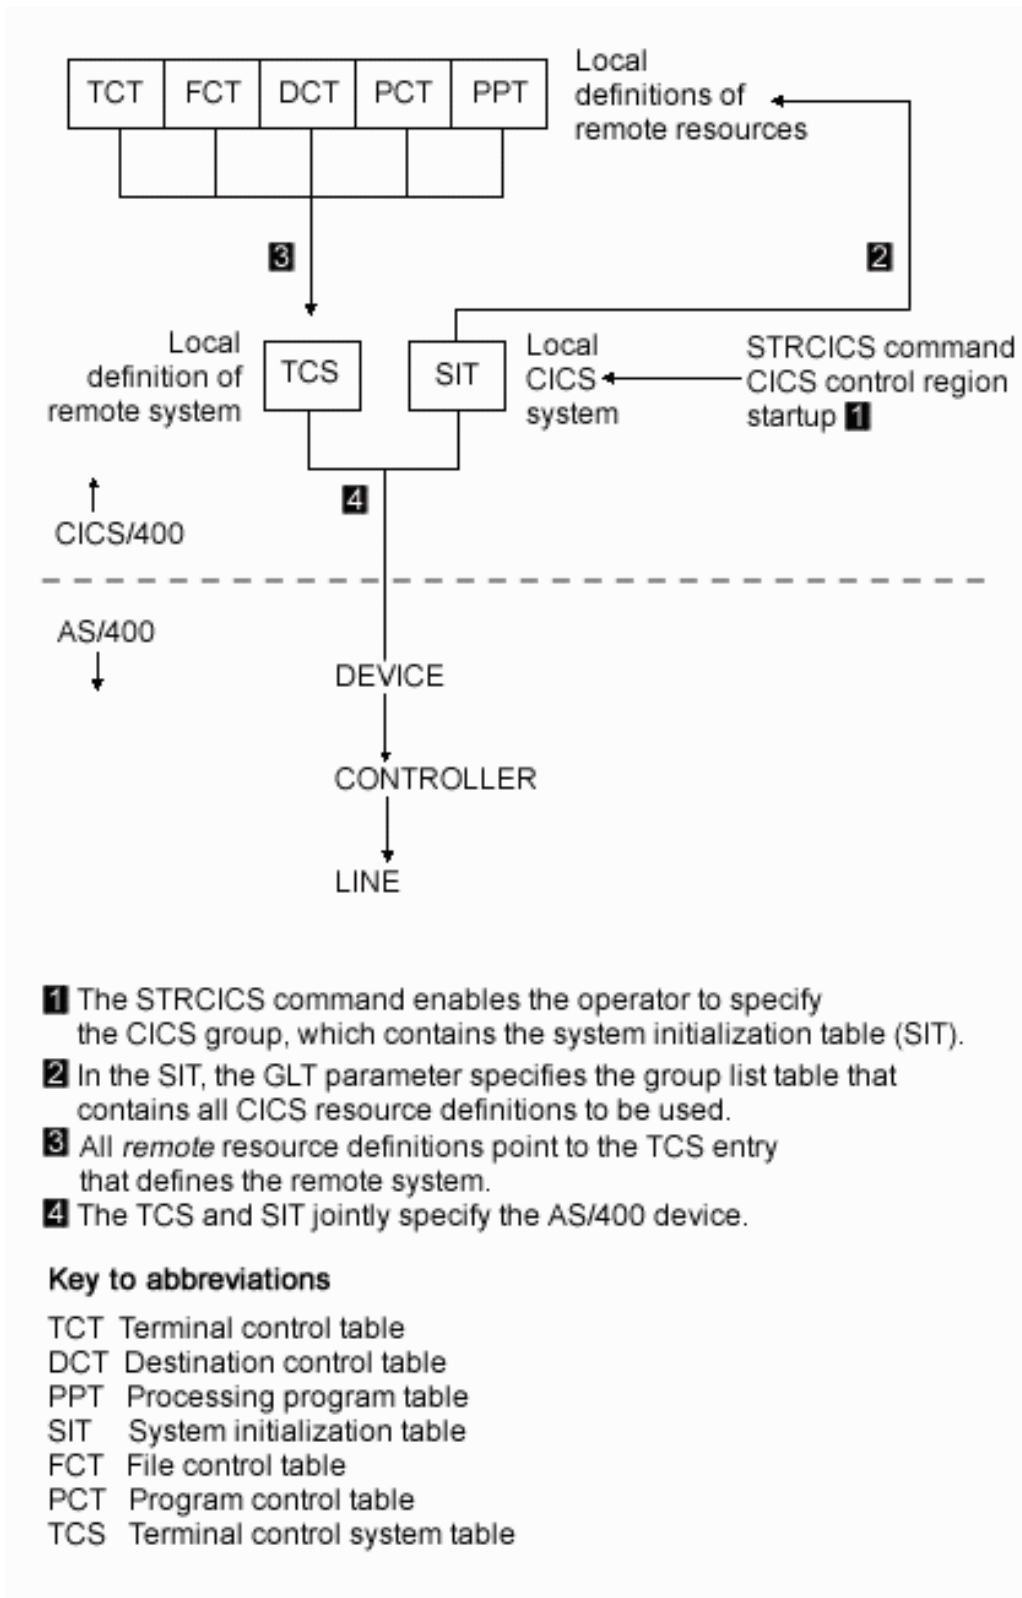 TCT FCT DCT PCT PPT
Local
definitions of
remote resources
3
2
Local
definition of
remote system
TCS
SIT
Local
CICS
system
STRCICS command
CICS control region
startup 1
4
CICS/400
AS/400
DEVICE
CONTROLLER
LINE
1 The STRCICS command enables the operator to specify
the CICS group, which contains the system initialization table (SIT).
2 In the SIT, the GLT parameter specifies the group list table that
contains all CICS resource definitions to be used.
3 All remote resource definitions point to the TCS entry
that defines the remote system.
4 The TCS and SIT jointly specify the AS/400 device.
Key to abbreviations
TCT Terminal control table
DCT Destination control table
PPT Processing program table
SIT System initialization table
FCT File control table
PCT Program control table
TCS Terminal control system table